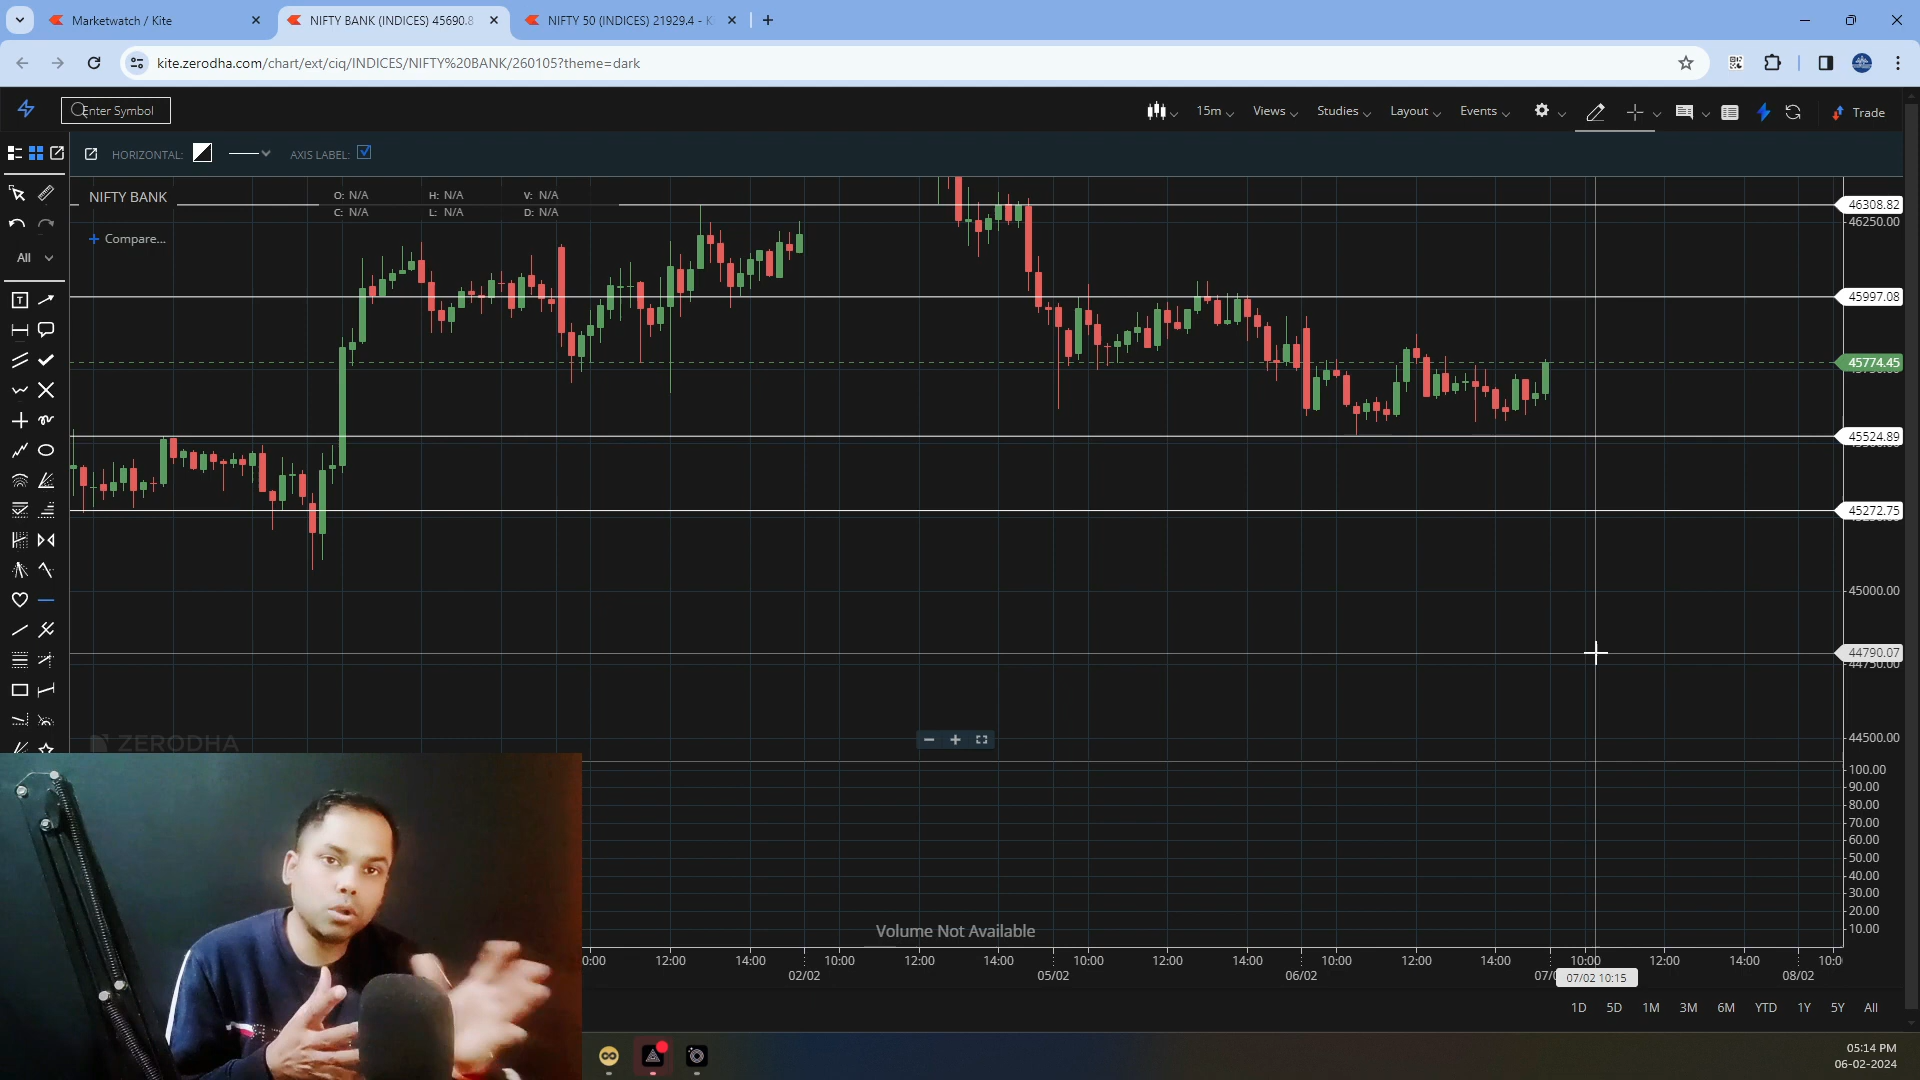 Marketwatch / Kite
NIFTY BANK (INDICES) 45690.8
NIFTY 50 (INDICES) 21929.4 - K
kite.zerodha.com/chart/ext/ciq/INDICES/NIFTY%20BANK/260105?theme=dark
Enter Symbol
15m
Views
Studies
Layout
Events
Trade
HORIZONTAL:
AXIS LABEL:
NIFTY BANK
O: N/A H: N/A V: N/A
C: N/A L: N/A D: N/A
Compare...
All
T
46308.82
46250.00
45997.08
45774.45
45524.89
45272.75
45000.00
44790.07
44750.00
44500.00
ZERODHA
100.00
90.00
80.00
70.00
60.00
50.00
40.00
30.00
20.00
10.00
Volume Not Available
0:00 12:00 14:00 10:00 12:00 14:00 10:00 12:00 14:00 10:00 12:00 14:00 10:00 12:00 14:00 10:0
02/02 05/02 06/02 07/0 08/02
07/02 10:15
1D 5D 1M 3M 6M YTD 1Y 5Y All
05:14 PM
06-02-2024